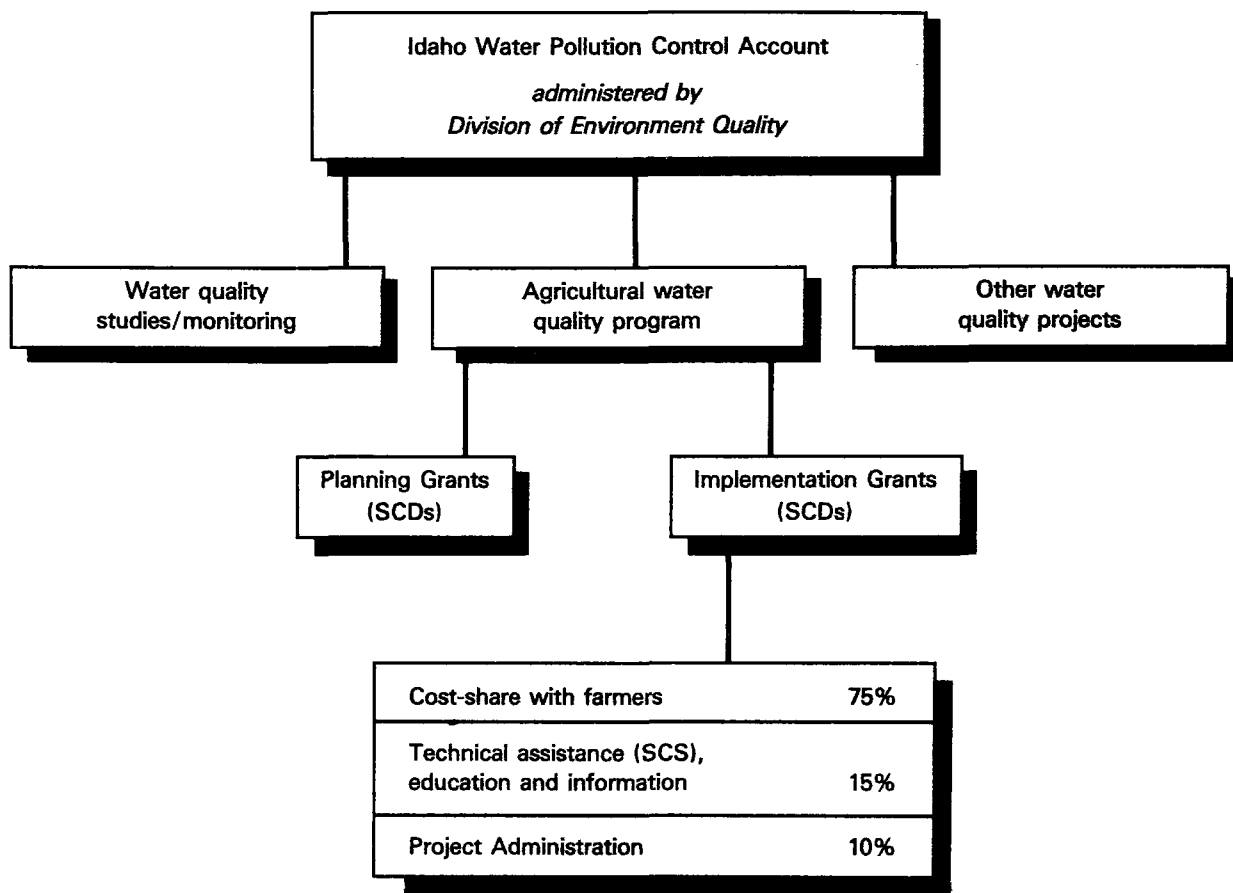 Idaho Water Pollution Control Account
administered by
Division of Environment Quality
Water quality
studies/monitoring
Agricultural water
quality program
Other water
quality projects
Planning Grants
(SCDs)
Implementation Grants
(SCDs)
Cost-share with farmers 75%
Technical assistance (SCS),
education and information 15%
Project Administration 10%